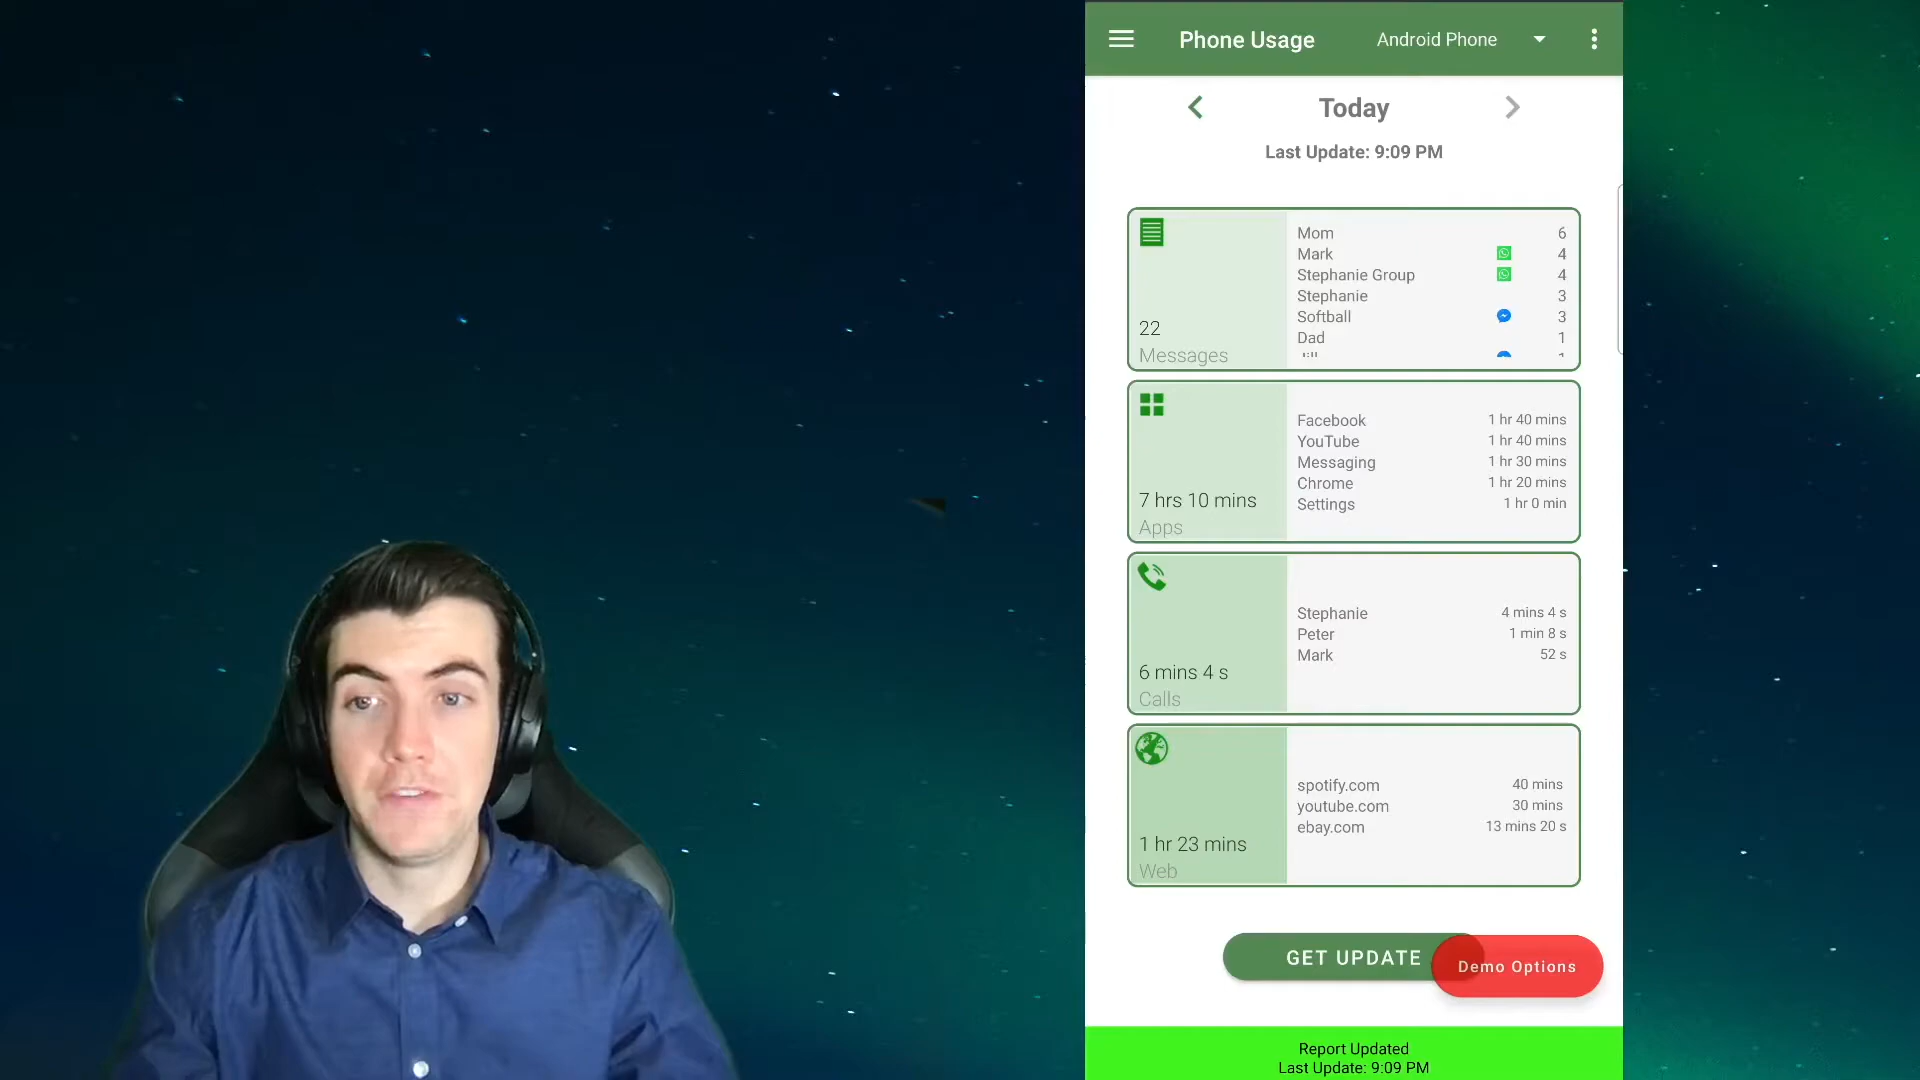 Phone Usage Android Phone
Today
Last Update: 9:09 PM
Mom 6
Mark 4
Stephanie Group 4
Stephanie 3
Softball 3
Dad 1
22
Messages
Facebook 1 hr 40 mins
YouTube 1 hr 40 mins
Messaging 1 hr 30 mins
Chrome 1 hr 20 mins
Settings 1 hr 0 min
7 hrs 10 mins
Apps
Stephanie 4 mins 4 s
Peter 1 min 8 s
Mark 52 s
6 mins 4 s
Calls
spotify.com 40 mins
youtube.com 30 mins
ebay.com 13 mins 20 s
1 hr 23 mins
Web
GET UPDATE
Demo Options
Report Updated
Last Update: 9:09 PM